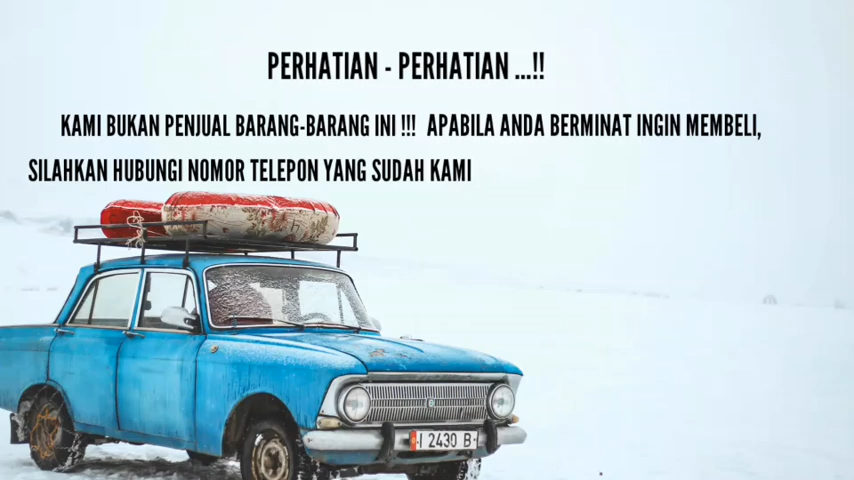 PERHATIAN - PERHATIAN ...!!
KAMI BUKAN PENJUAL BARANG-BARANG INI !!! APABILA ANDA BERMINAT INGIN MEMBELI,
SILAHKAN HUBUNGI NOMOR TELEPON YANG SUDAH KAMI
I 2430 B